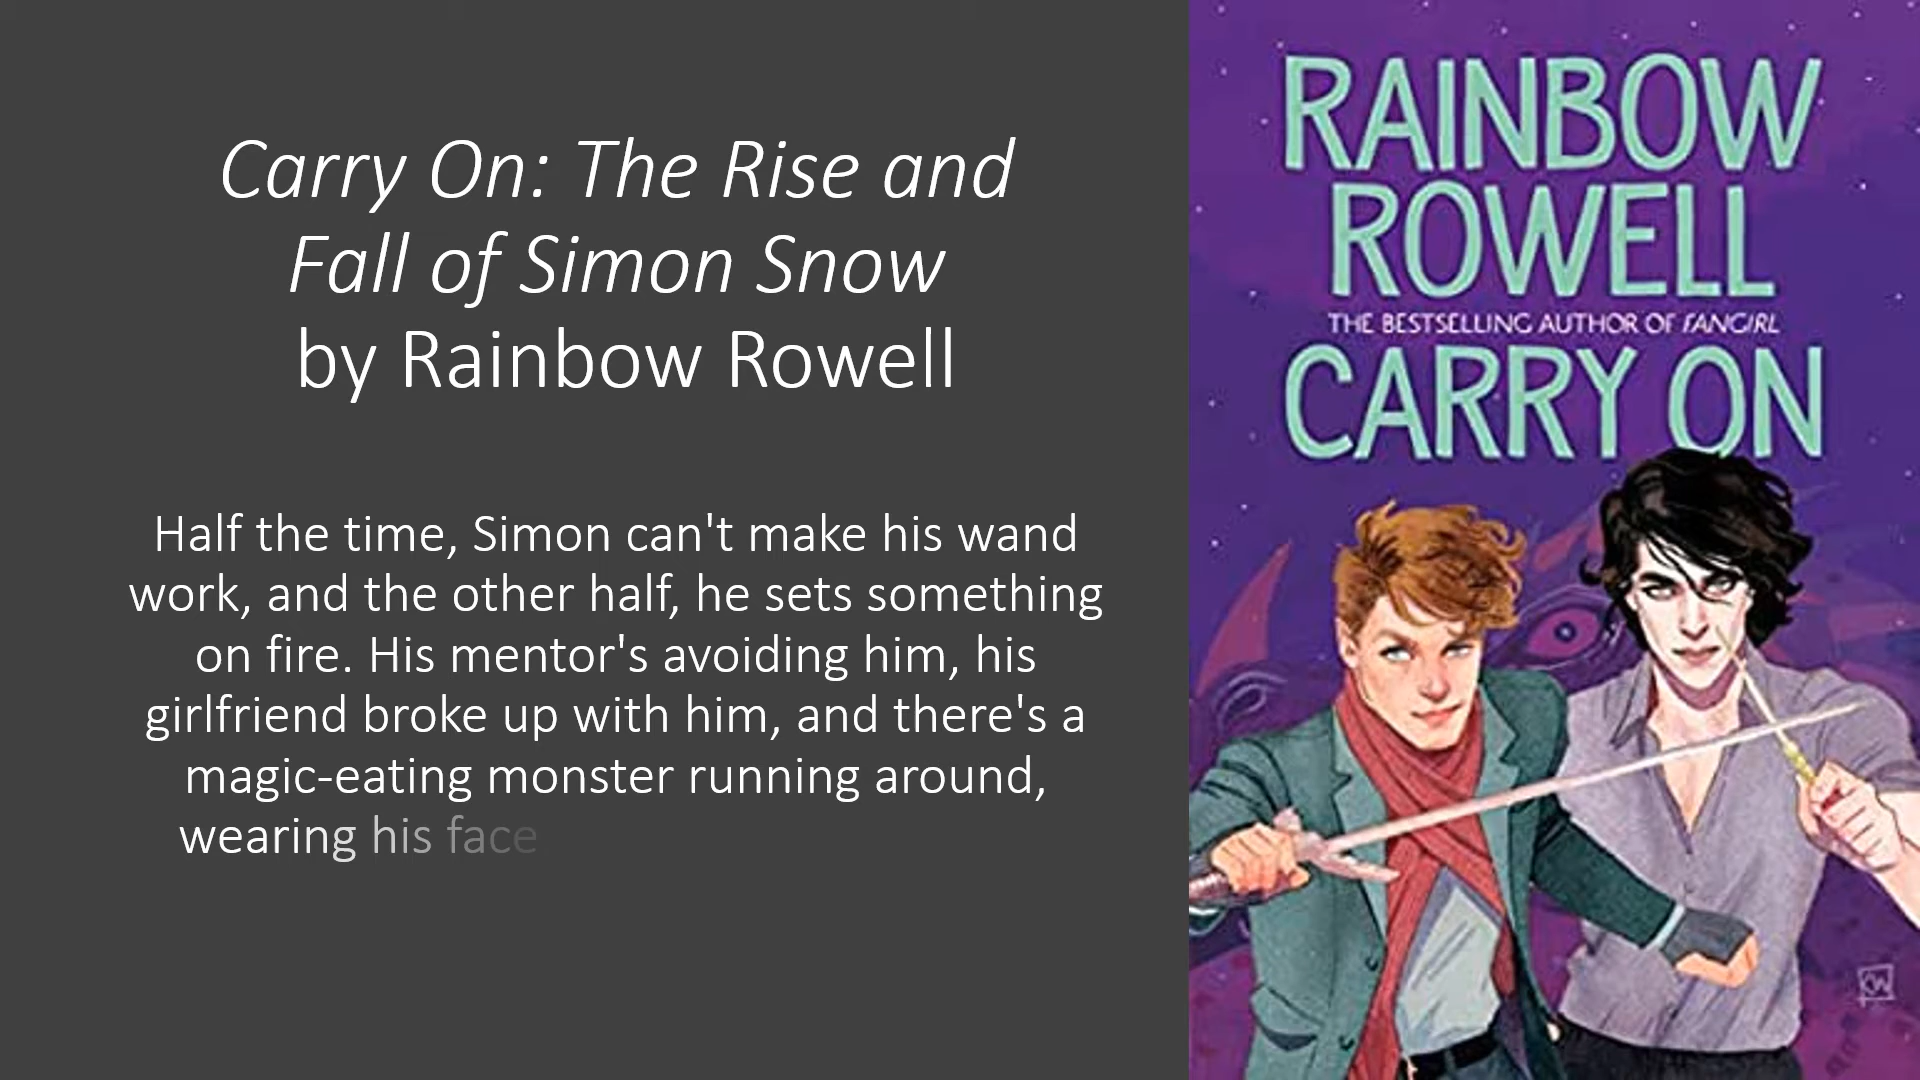 Carry On: The Rise and
Fall of Simon Snow
by Rainbow Rowell
Half the time, Simon can't make his wand
work, and the other half, he sets something
on fire. His mentor's avoiding him, his
girlfriend broke up with him, and there's a
magic-eating monster running around,
wearing his face
RAINBOW
ROWELL
THE BESTSELLING AUTHOR OF FANGIRL
CARRY ON
KW